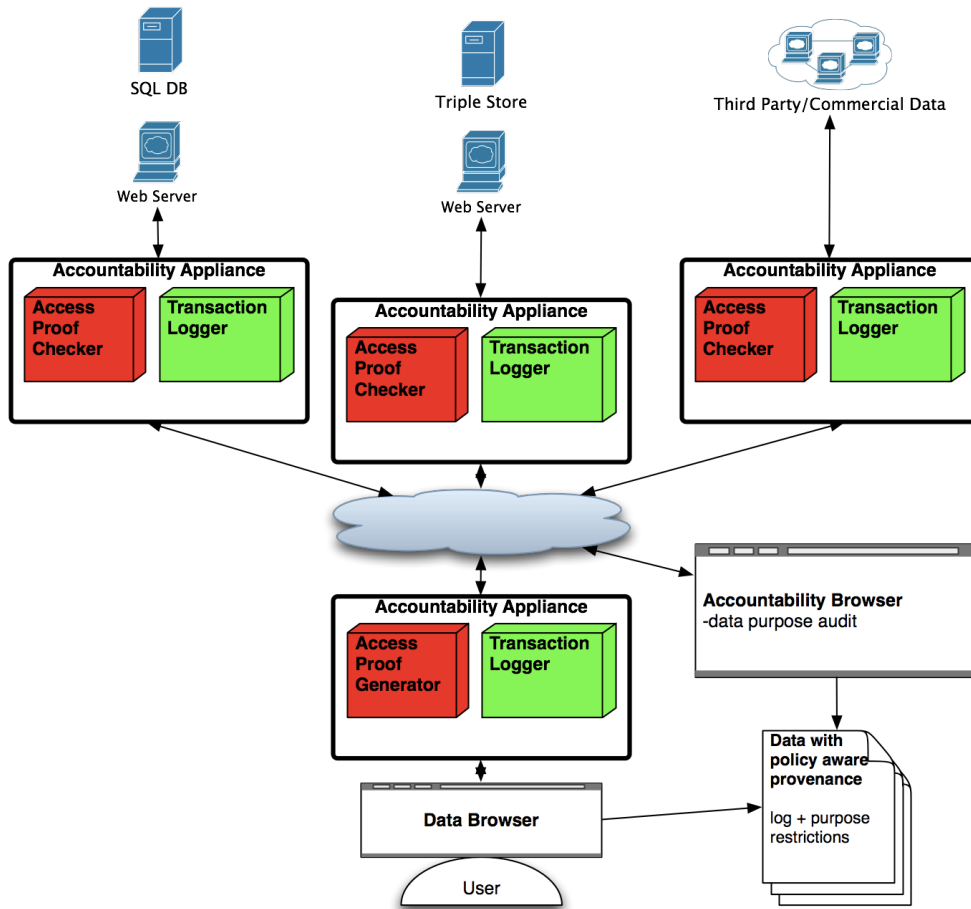 SQL DB
Triple Store
Third Party/Commercial Data
Web Server
Web Server
Accountability Appliance
Access
Proof
Checker
Transaction
Logger
Accountability Appliance
Access
Proof
Checker
Transaction
Logger
Accountability Appliance
Access
Proof
Checker
Transaction
Logger
Accountability Appliance
Access
Proof
Generator
Transaction
Logger
Accountability Browser
-data purpose audit
Data with
policy aware
provenance
log + purpose
restrictions
Data Browser
User